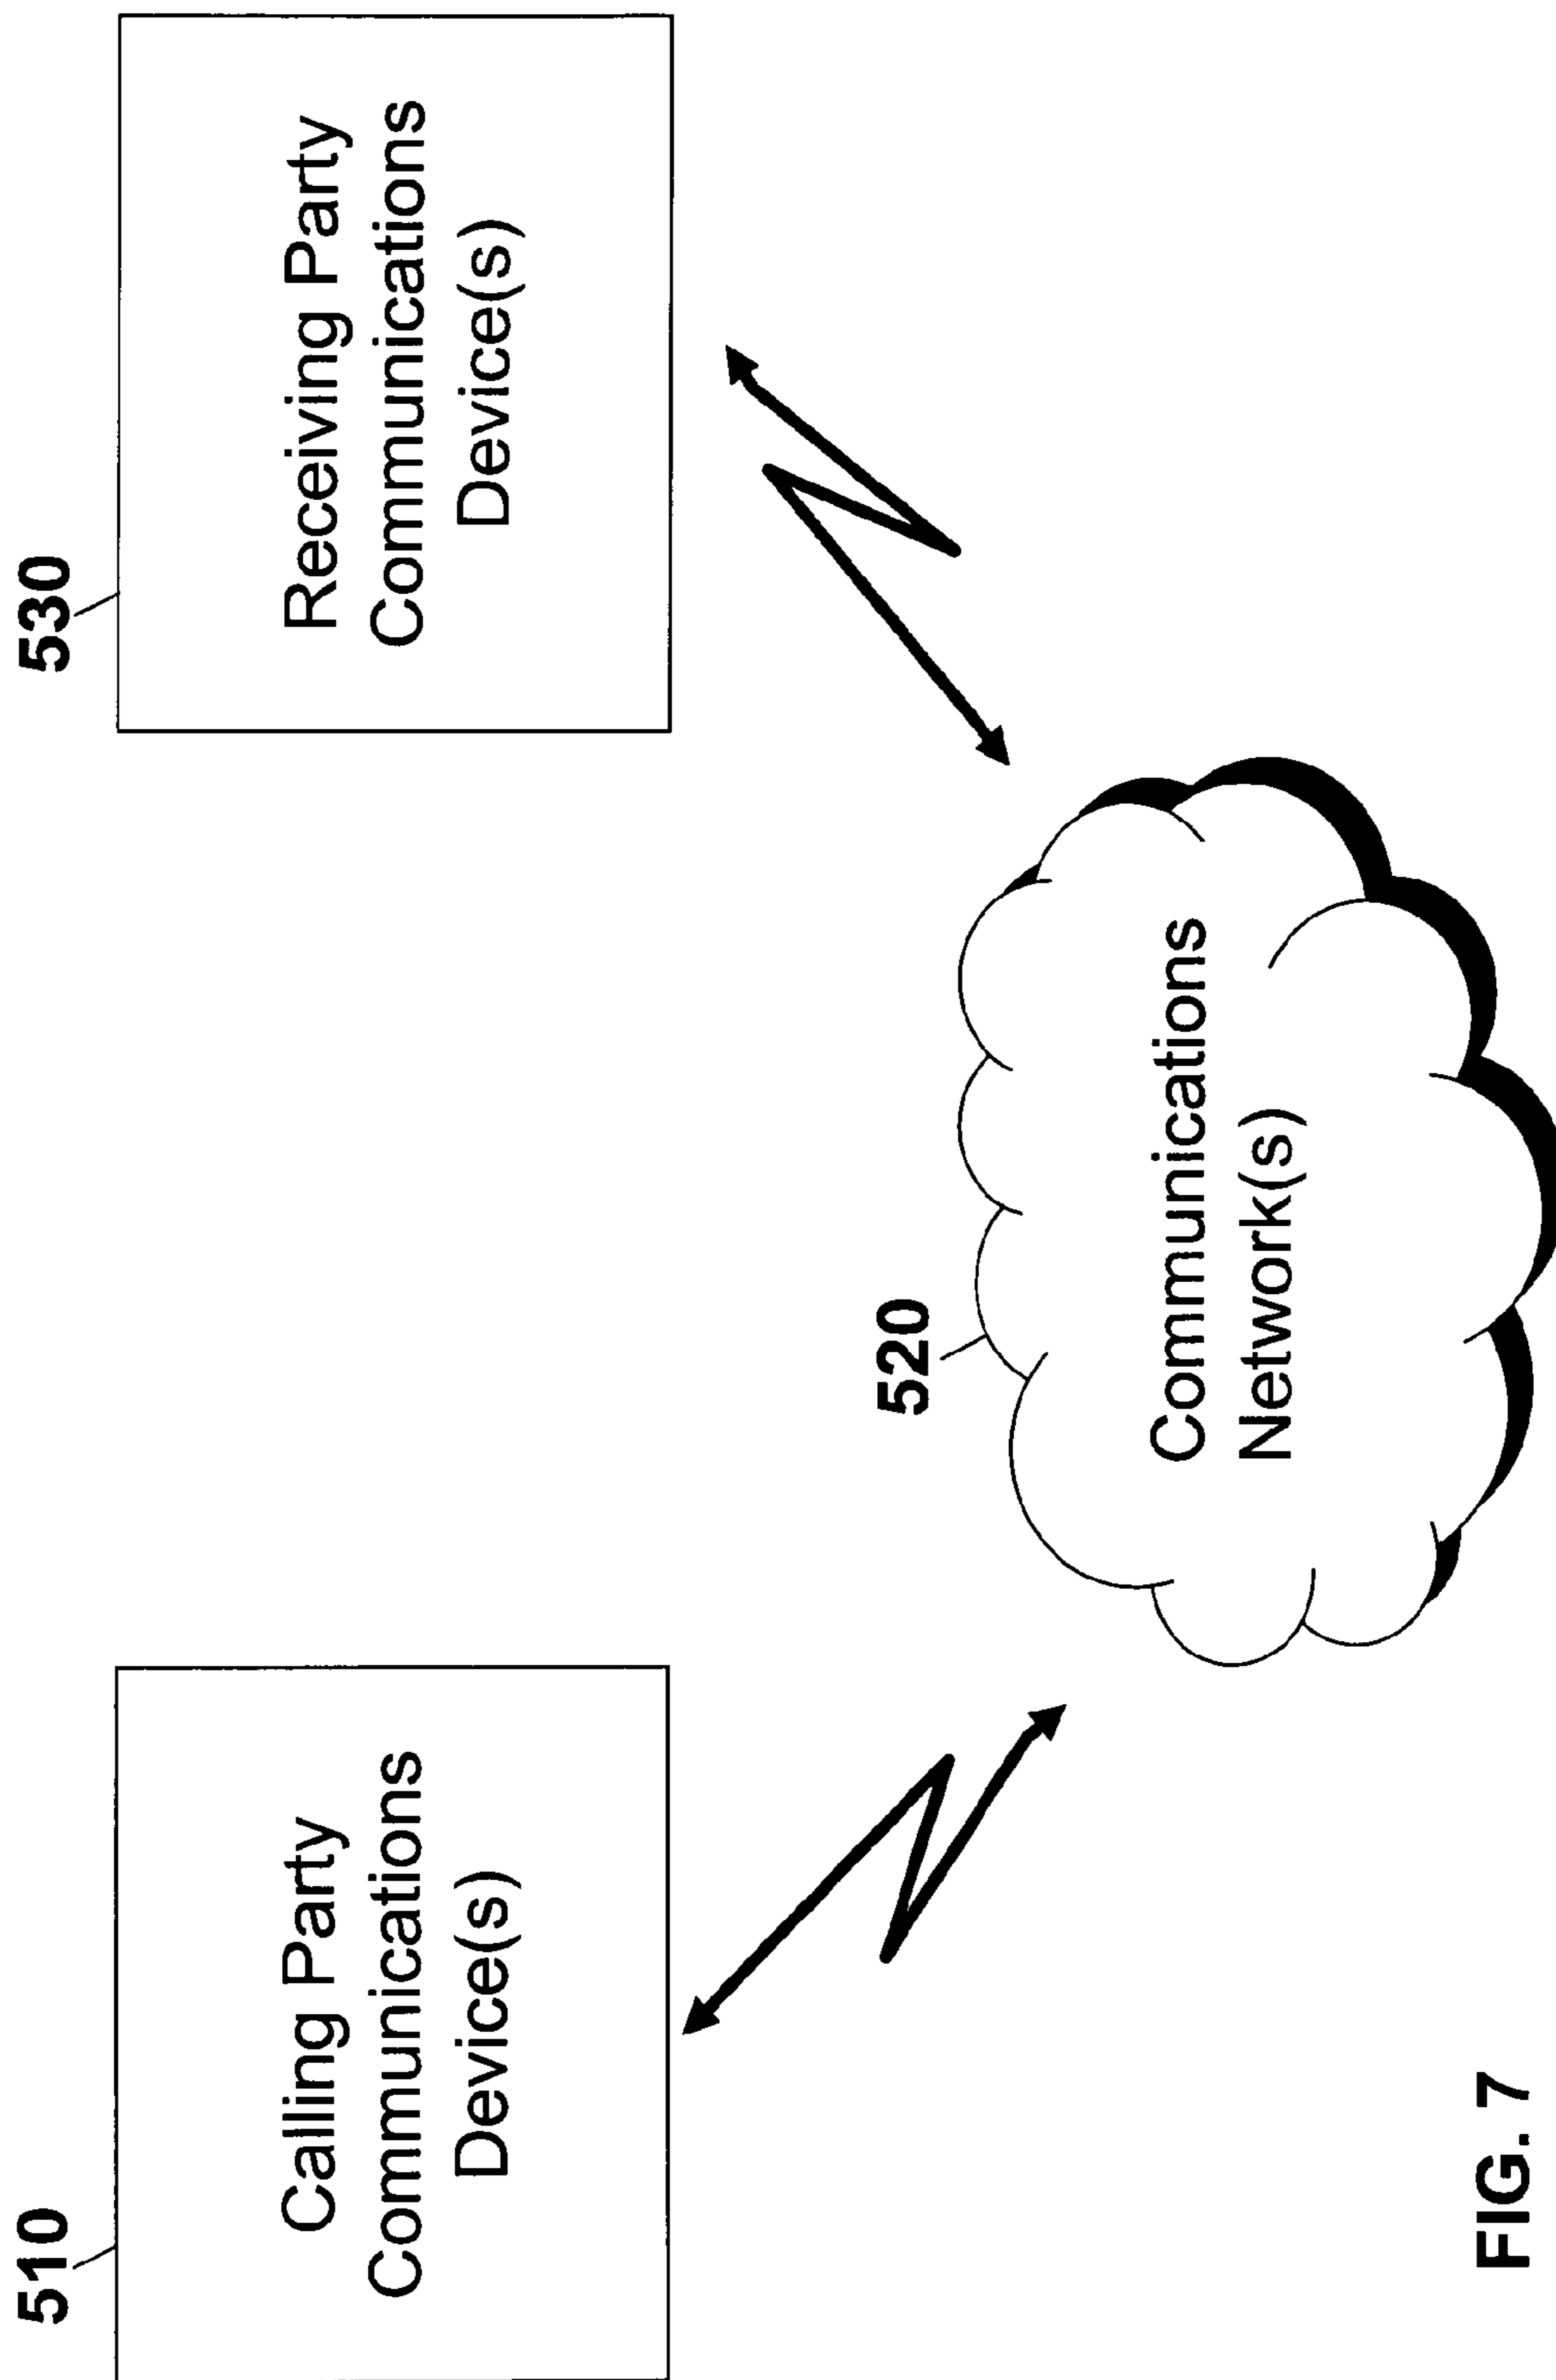 510
Calling Party
Communications
Device(s)
530
Receiving Party
Communications
Device(s)
520
Communications
Network(s)
FIG. 7